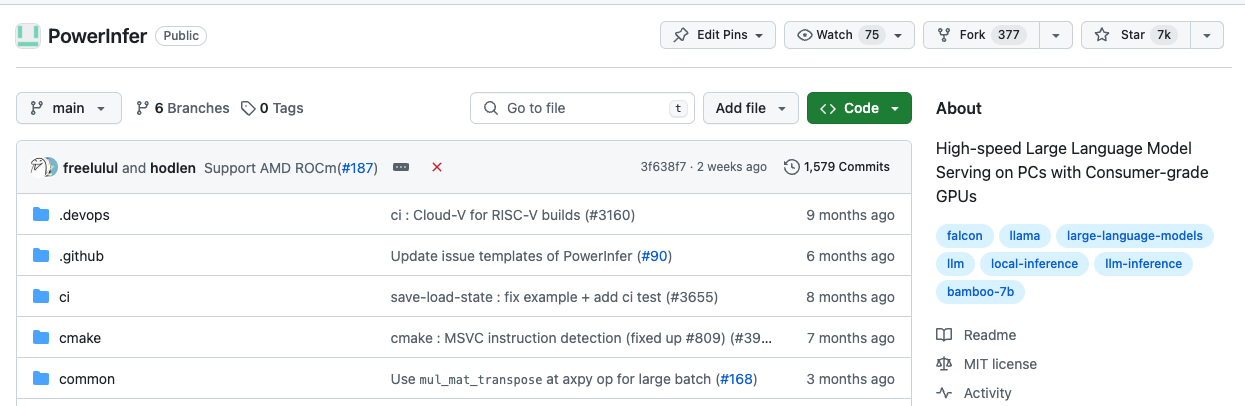 PowerInfer Public Edit Pins Watch 75 Fork 377 Star 7k
main 6 Branches 0 Tags Go to file t Add file Code
freelulul and hodlen Support AMD ROCm(#187) 3f638f7 · 2 weeks ago 1,579 Commits
.devops ci : Cloud-V for RISC-V builds (#3160) 9 months ago
.github Update issue templates of PowerInfer (#90) 6 months ago
ci save-load-state : fix example + add ci test (#3655) 8 months ago
cmake cmake : MSVC instruction detection (fixed up #809) (#39... 7 months ago
common Use mul_mat_transpose at axpy op for large batch (#168) 3 months ago
About
High-speed Large Language Model
Serving on PCs with Consumer-grade
GPUs
falcon llama large-language-models
llm local-inference llm-inference
bamboo-7b
Readme
MIT license
Activity